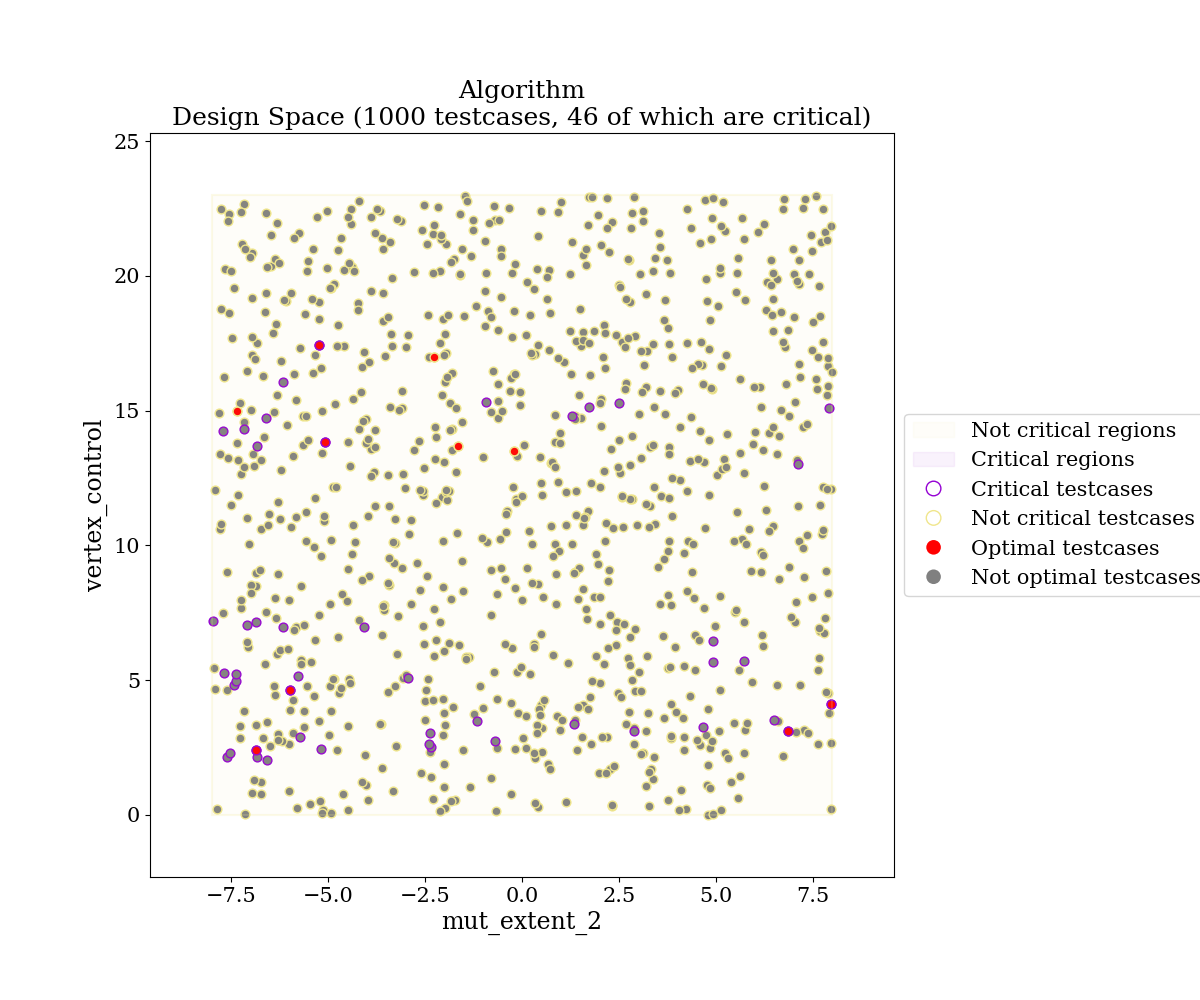 Algorithm
Design Space (1000 testcases, 46 of which are critical)
25
20
15
10
5
0
vertex_control
−7.5
−5.0
−2.5
0.0
2.5
5.0
7.5
mut_extent_2
Not critical regions
Critical regions
Critical testcases
Not critical testcases
Optimal testcases
Not optimal testcases